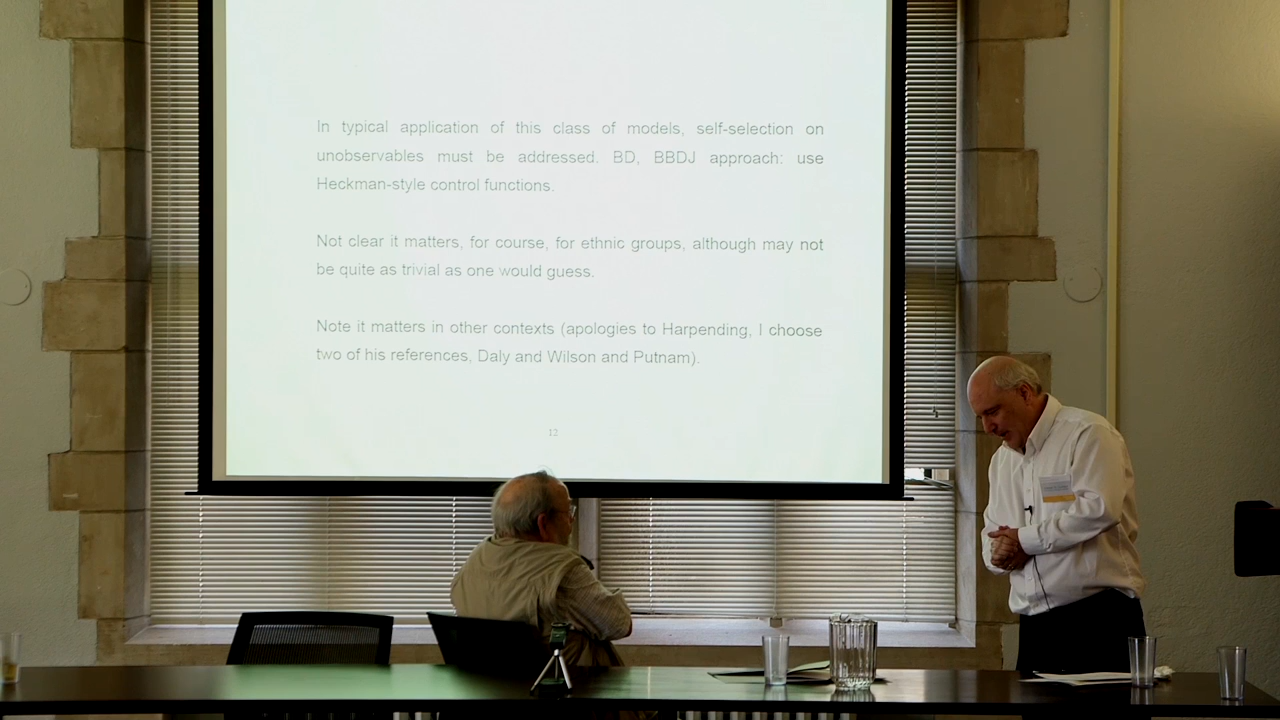 In typical application of this class of models, self-selection on
unobservables must be addressed. BD, BBDJ approach: use
Heckman-style control functions.
Not clear it matters, for course, for ethnic groups, although may not
be quite as trivial as one would guess.
Note it matters in other contexts (apologies to Harpending, I choose
two of his references, Daly and Wilson and Putnam).
12